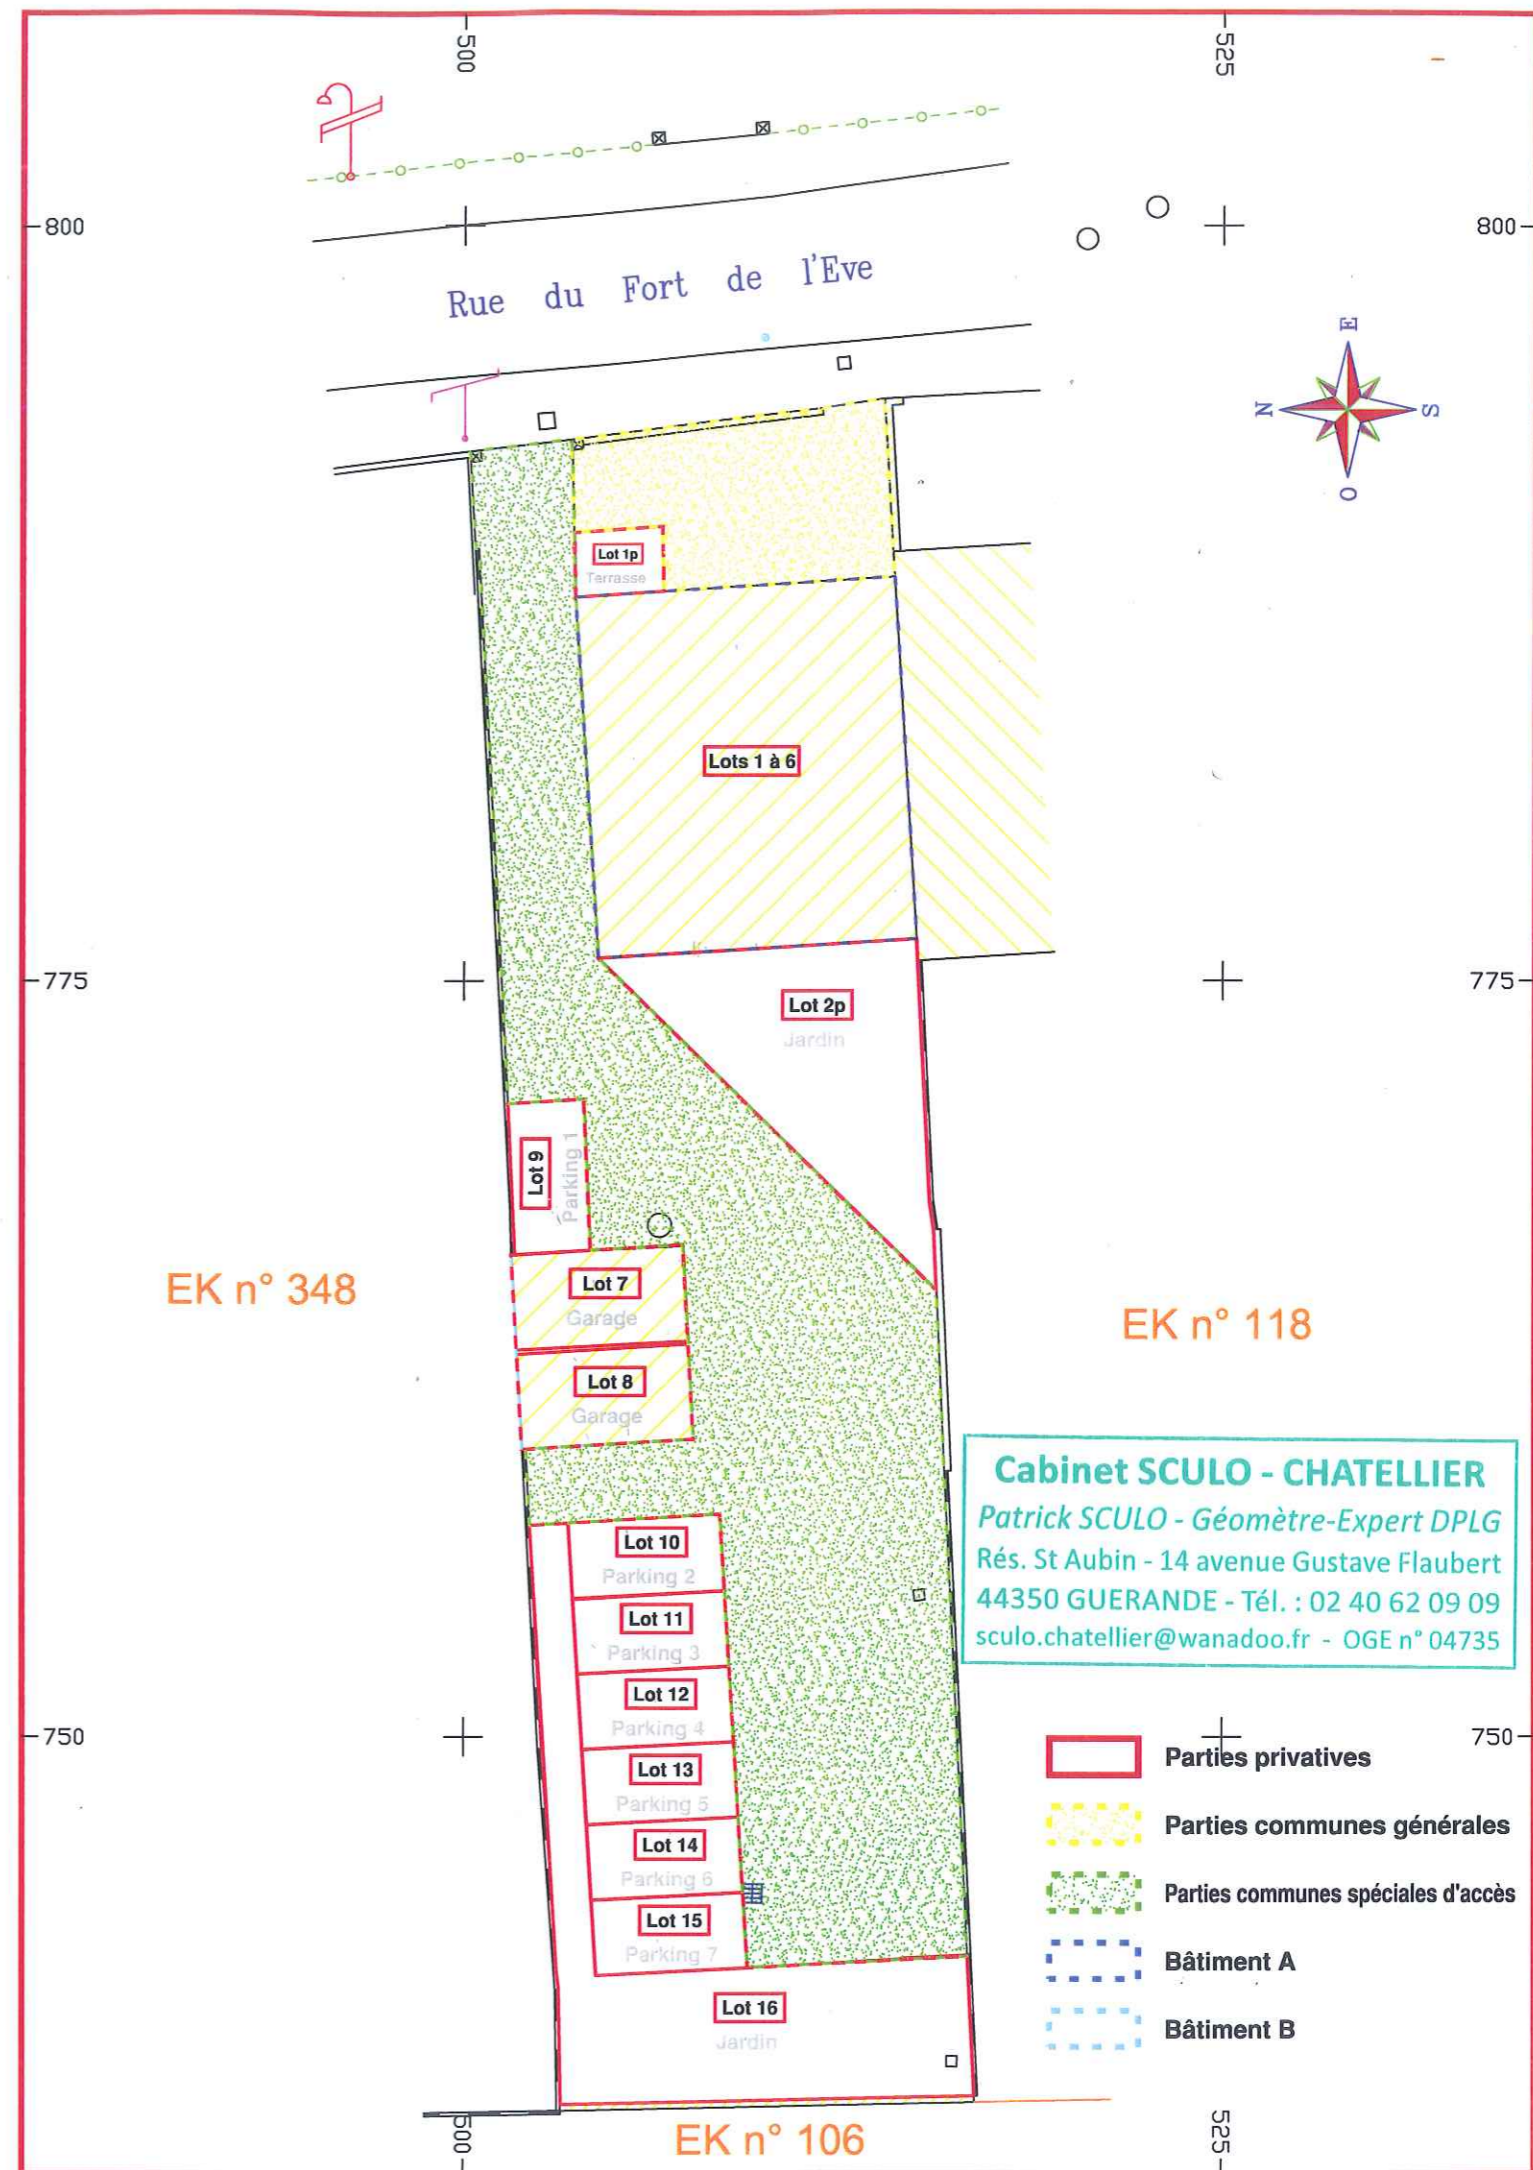 500
525
800
800
Rue du Fort de l'Eve
E
N
S
O
Lot 1p
Terrasse
Lots 1 à 6
775
775
Lot 2p
Jardin
Lot 9
Parking 1
EK n° 348
Lot 7
Garage
EK n° 118
Lot 8
Garage
Cabinet SCULO - CHATELLIER
Patrick SCULO - Géomètre-Expert DPLG
Rés. St Aubin - 14 avenue Gustave Flaubert
44350 GUERANDE - Tél. : 02 40 62 09 09
sculo.chatellier@wanadoo.fr - OGE n° 04735
Lot 10
Parking 2
Lot 11
Parking 3
Lot 12
Parking 4
750
750
Lot 13
Parking 5
Lot 14
Parking 6
Lot 15
Parking 7
Parties privatives
Parties communes générales
Parties communes spéciales d'accès
Bâtiment A
Bâtiment B
Lot 16
Jardin
500
525
EK n° 106